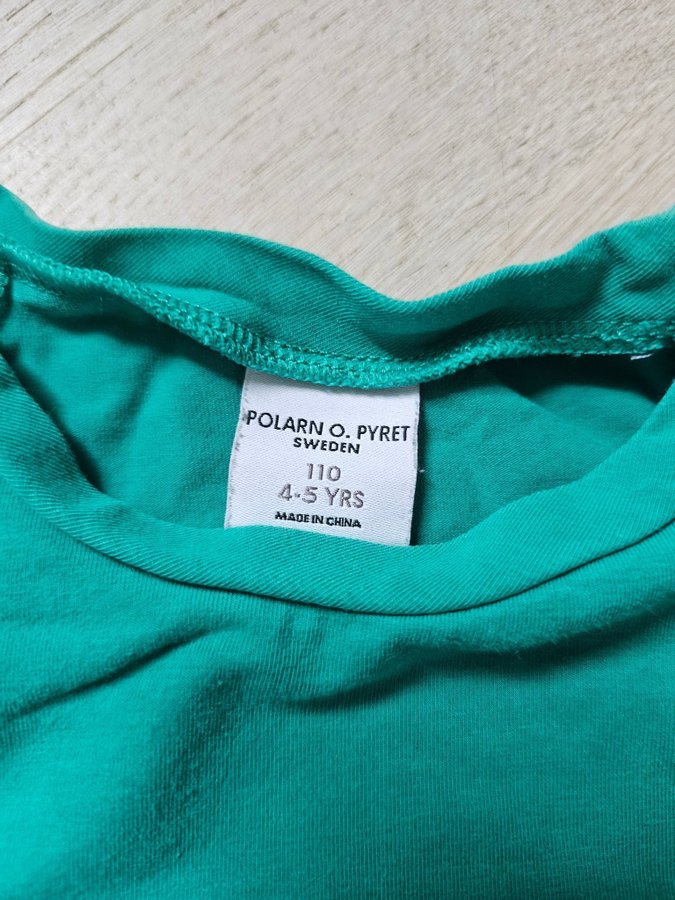 POLARN O. PYRET
SWEDEN
110
4-5 YRS
MADE IN CHINA